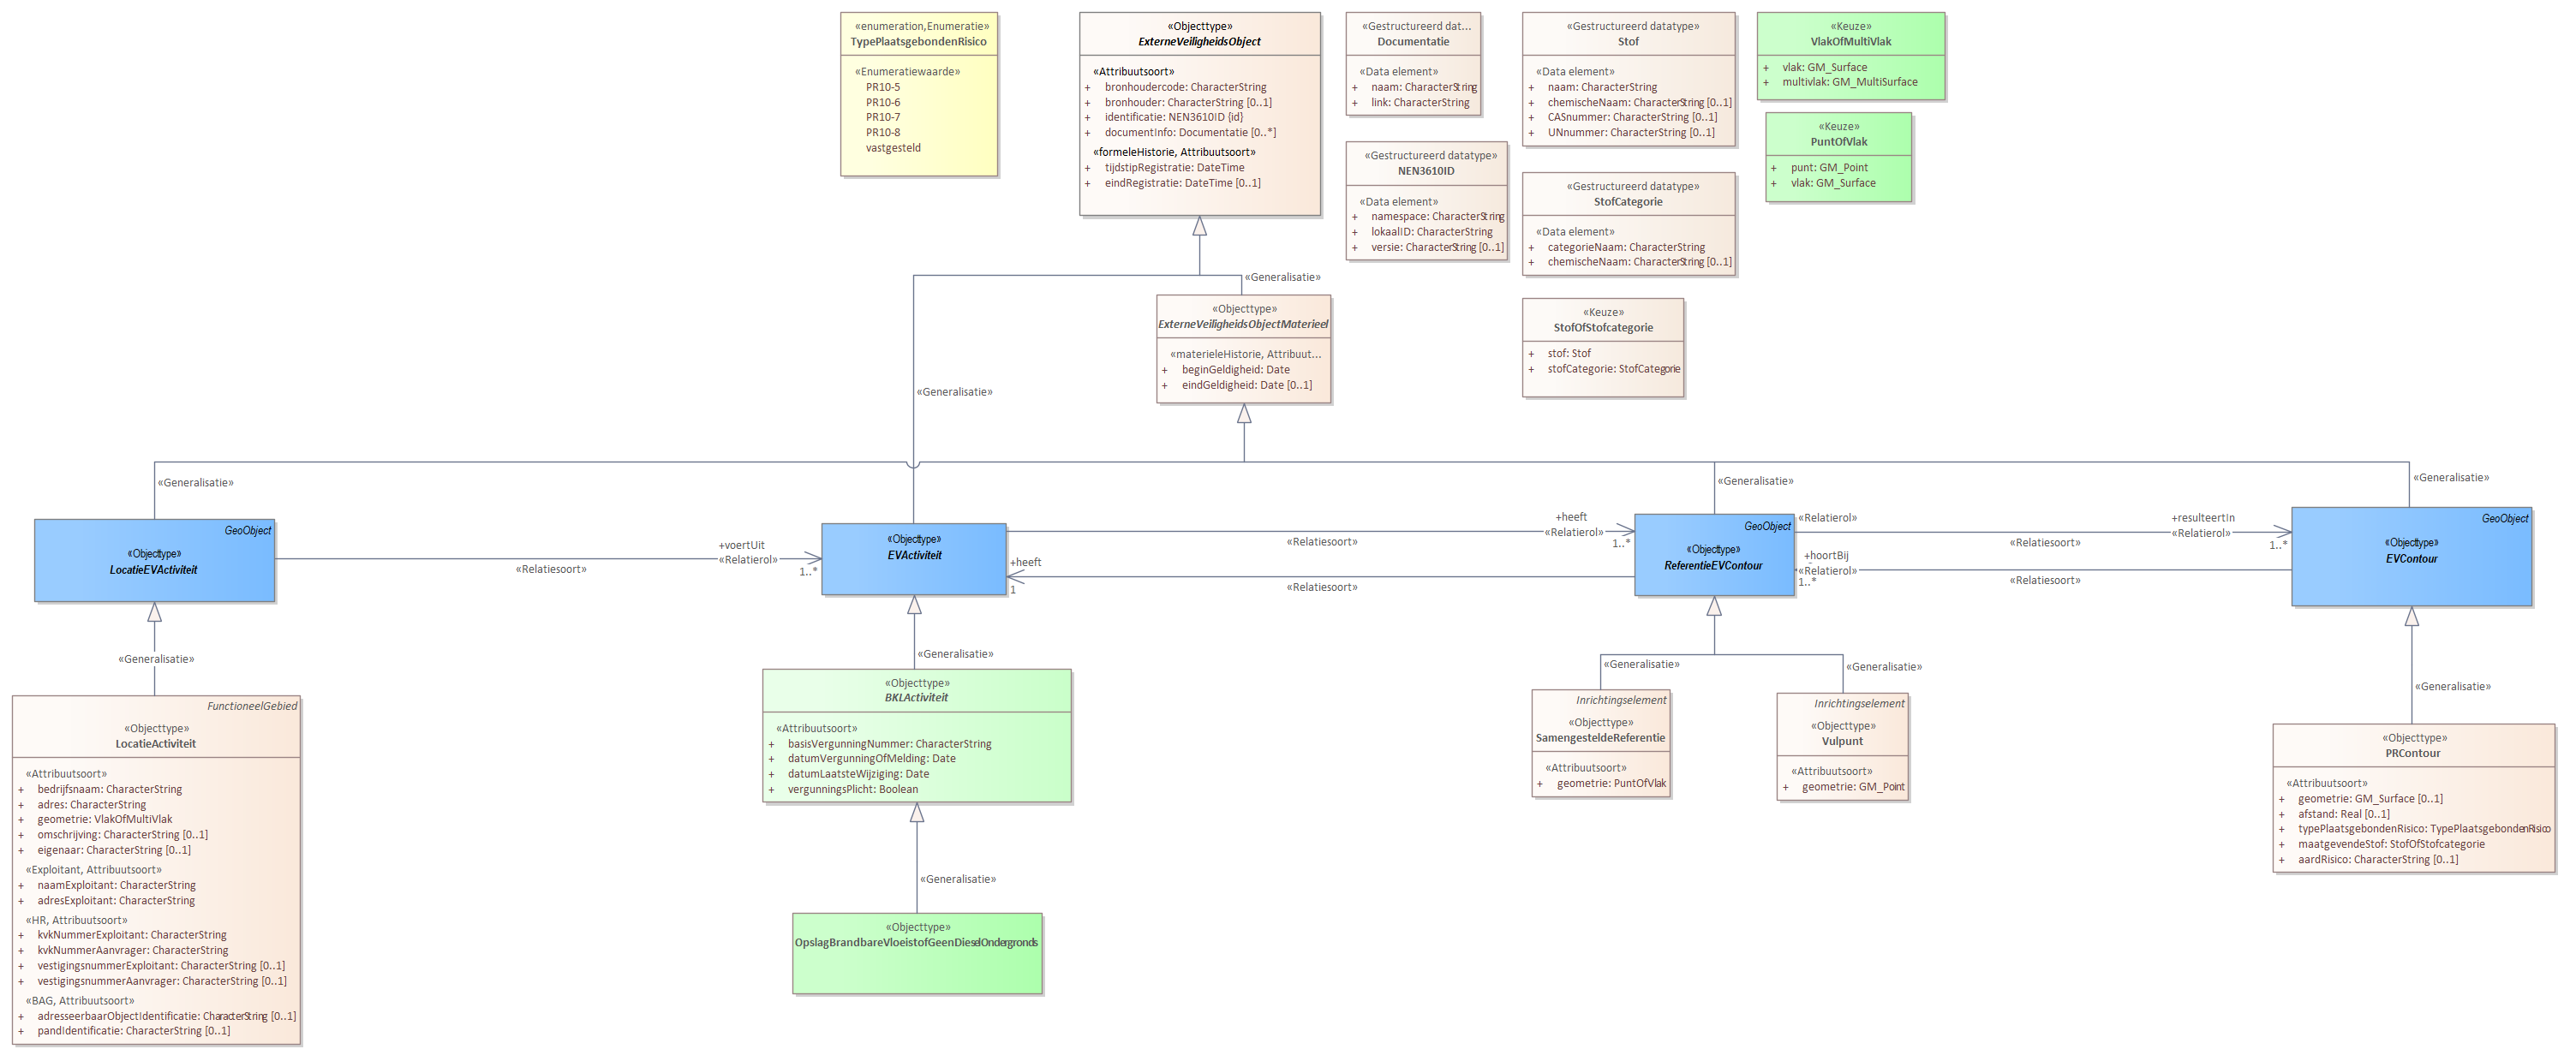 «enumeration,Enumeratie»
TypePlaatsgebondenRisico
«Enumeratiewaarde»
PR10-5
PR10-6
PR10-7
PR10-8
vastgesteld
«Objecttype»
ExterneVeiligheidsObject
«Attribuutsoort»
+ bronhoudercode: CharacterString
+ bronhouder: CharacterString [0..1]
+ identificatie: NEN3610ID {id}
+ documentInfo: Documentatie [0..*]
«formeleHistorie, Attribuutsoort»
+ tijdstipRegistratie: DateTime
+ eindRegistratie: DateTime [0..1]
«Gestructureerd dat...
Documentatie
«Data element»
+ naam: CharacterString
+ link: CharacterString
«Gestructureerd datatype»
NEN3610ID
«Data element»
+ namespace: CharacterString
+ lokaalID: CharacterString
+ versie: CharacterString [0..1]
«Gestructureerd datatype»
Stof
«Data element»
+ naam: CharacterString
+ chemischeNaam: CharacterString [0..1]
+ CASnummer: CharacterString [0..1]
+ UNnummer: CharacterString [0..1]
«Gestructureerd datatype»
StofCategorie
«Data element»
+ categorieNaam: CharacterString
+ chemischeNaam: CharacterString [0..1]
«Keuze»
StofOfStofcategorie
+ stof: Stof
+ stofCategorie: StofCategorie
«Keuze»
VlakOfMultiVlak
+ vlak: GM_Surface
+ multivlak: GM_MultiSurface
«Keuze»
PuntOfVlak
+ punt: GM_Point
+ vlak: GM_Surface
«Generalisatie»
«Objecttype»
ExterneVeiligheidsObjectMaterieel
«materieleHistorie, Attribuut...
+ beginGeldigheid: Date
+ eindGeldigheid: Date [0..1]
«Generalisatie»
«Generalisatie»
«Generalisatie»
«Generalisatie»
GeoObject
«Objecttype»
LocatieEVActiviteit
+voertUit
«Relatierol»
1..*
«Relatiesoort»
«Objecttype»
EVActiviteit
+heeft
«Relatierol»
1..*
«Relatiesoort»
+heeft
1
«Relatiesoort»
GeoObject
«Objecttype»
ReferentieEVContour
«Relatierol»
+resulteertIn
«Relatierol»
1..*
«Relatiesoort»
+hoortBij
«Relatierol»
1..*
«Relatiesoort»
GeoObject
«Objecttype»
EVContour
«Generalisatie»
«Generalisatie»
«Generalisatie»
«Generalisatie»
«Generalisatie»
FunctioneelGebied
«Objecttype»
LocatieActiviteit
«Attribuutsoort»
+ bedrijfsnaam: CharacterString
+ adres: CharacterString
+ geometrie: VlakOfMultiVlak
+ omschrijving: CharacterString [0..1]
+ eigenaar: CharacterString [0..1]
«Exploitant, Attribuutsoort»
+ naamExploitant: CharacterString
+ adresExploitant: CharacterString
«HR, Attribuutsoort»
+ kvkNummerExploitant: CharacterString
+ kvkNummerAanvrager: CharacterString
+ vestigingsnummerExploitant: CharacterString [0..1]
+ vestigingsnummerAanvrager: CharacterString [0..1]
«BAG, Attribuutsoort»
+ adresseerbaarObjectIdentificatie: CharacterString [0..1]
+ pandIdentificatie: CharacterString [0..1]
«Objecttype»
BKLActiviteit
«Attribuutsoort»
+ basisVergunningNummer: CharacterString
+ datumVergunningOfMelding: Date
+ datumLaatsteWijziging: Date
+ vergunningsPlicht: Boolean
«Generalisatie»
«Objecttype»
OpslagBrandbareVloeistofGeenDieselOndergronds
Inrichtingselement
«Objecttype»
SamengesteldeReferentie
«Attribuutsoort»
+ geometrie: PuntOfVlak
Inrichtingselement
«Objecttype»
Vulpunt
«Attribuutsoort»
+ geometrie: GM_Point
«Objecttype»
PRContour
«Attribuutsoort»
+ geometrie: GM_Surface [0..1]
+ afstand: Real [0..1]
+ typePlaatsgebondenRisico: TypePlaatsgebondenRisico
+ maatgevendeStof: StofOfStofcategorie
+ aardRisico: CharacterString [0..1]